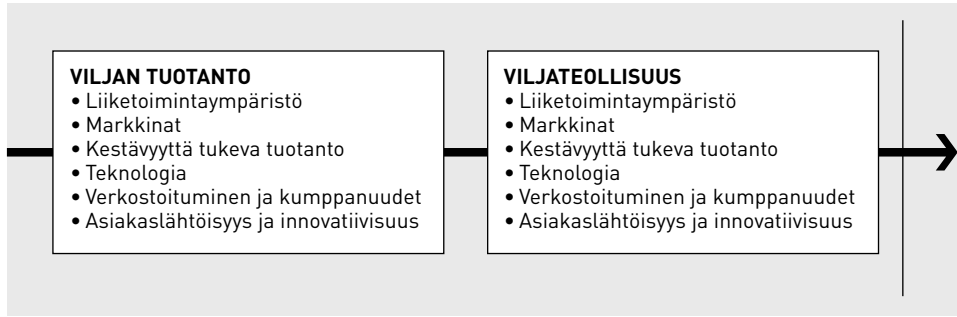 VILJAN TUOTANTO
• Liiketoimintaympäristö
• Markkinat
• Kestävyyttä tukeva tuotanto
• Teknologia
• Verkostoituminen ja kumppanuudet
• Asiakaslähtöisyys ja innovatiivisuus
VILJATEOLLISUUS
• Liiketoimintaympäristö
• Markkinat
• Kestävyyttä tukeva tuotanto
• Teknologia
• Verkostoituminen ja kumppanuudet
• Asiakaslähtöisyys ja innovatiivisuus